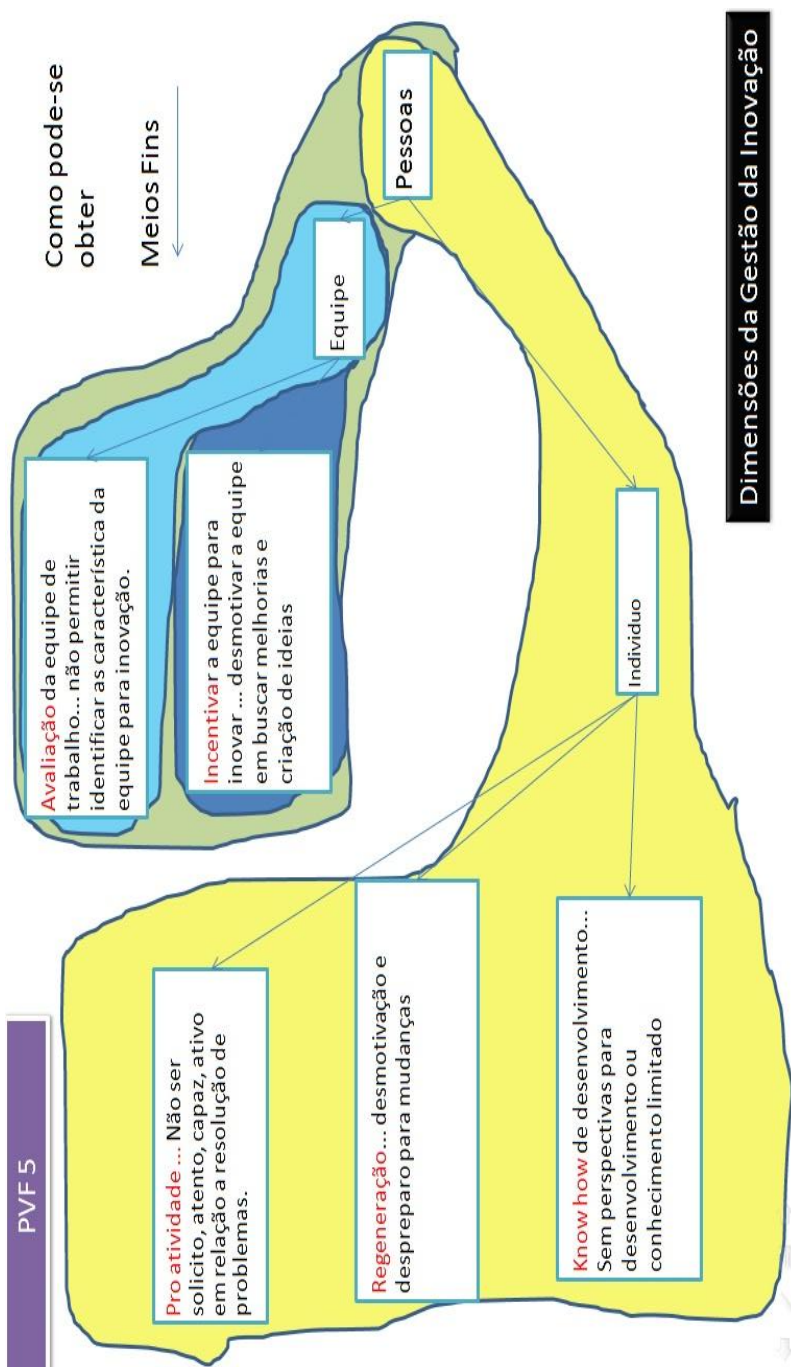 PVF 5
Como pode-se
obter
Meios Fins
Pro atividade ... Não ser
solicito, atento, capaz, ativo
em relação a resolução de
problemas.
Avaliação da equipe de
trabalho... não permitir
identificar as característica da
equipe para inovação.
Regeneração... desmotivação e
despreparo para mudanças
Incentivar a equipe para
inovar ... desmotivar a equipe
em buscar melhorias e
criação de ideias
Equipe
Pessoas
Know how de desenvolvimento...
Sem perspectivas para
desenvolvimento ou
conhecimento limitado
Individuo
Dimensões da Gestão da Inovação